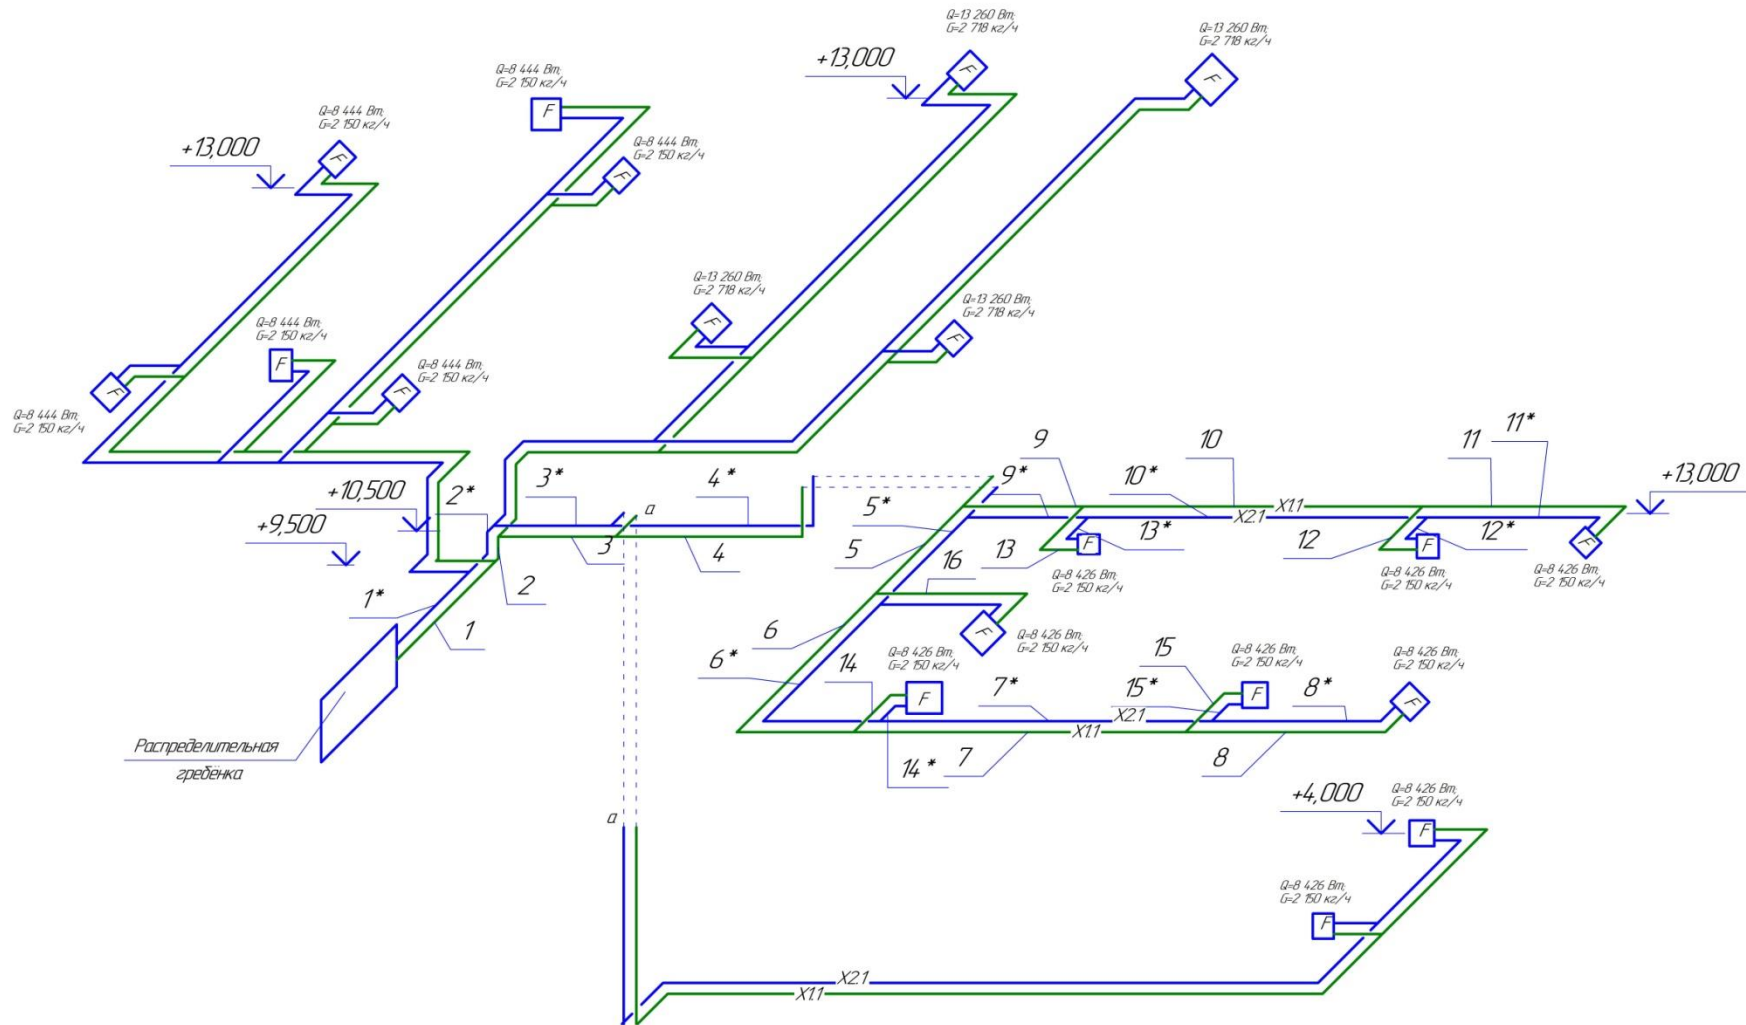 Q=13 260 Вт;
G=2 718 кг/ч
Q=13 260 Вт;
G=2 718 кг/ч
+13,000
F
F
Q=8 444 Вт;
G=2 150 кг/ч
F
Q=8 444 Вт;
G=2 150 кг/ч
+13,000
F
Q=8 444 Вт;
G=2 150 кг/ч
F
Q=13 260 Вт;
G=2 718 кг/ч
F
Q=13 260 Вт;
G=2 718 кг/ч
F
Q=8 444 Вт;
G=2 150 кг/ч
F
Q=8 444 Вт;
G=2 150 кг/ч
F
F
Q=8 444 Вт;
G=2 150 кг/ч
3*
4*
9
9*
10
10*
11
11*
+13,000
+10,500
2*
a
5*
X1.1
X2.1
+9,500
3
4
5
16
13
F
13*
12
F
12*
F
2
Q=8 426 Вт;
G=2 150 кг/ч
Q=8 426 Вт;
G=2 150 кг/ч
Q=8 426 Вт;
G=2 150 кг/ч
1*
1
6
F
Q=8 426 Вт;
G=2 150 кг/ч
6*
14
Q=8 426 Вт;
G=2 150 кг/ч
F
7*
15
15*
Q=8 426 Вт;
G=2 150 кг/ч
F
8*
Q=8 426 Вт;
G=2 150 кг/ч
F
X2.1
X1.1
Распределительная
гребёнка
14*
7
8
+4,000
Q=8 426 Вт;
G=2 150 кг/ч
F
a
Q=8 426 Вт;
G=2 150 кг/ч
F
X2.1
X1.1